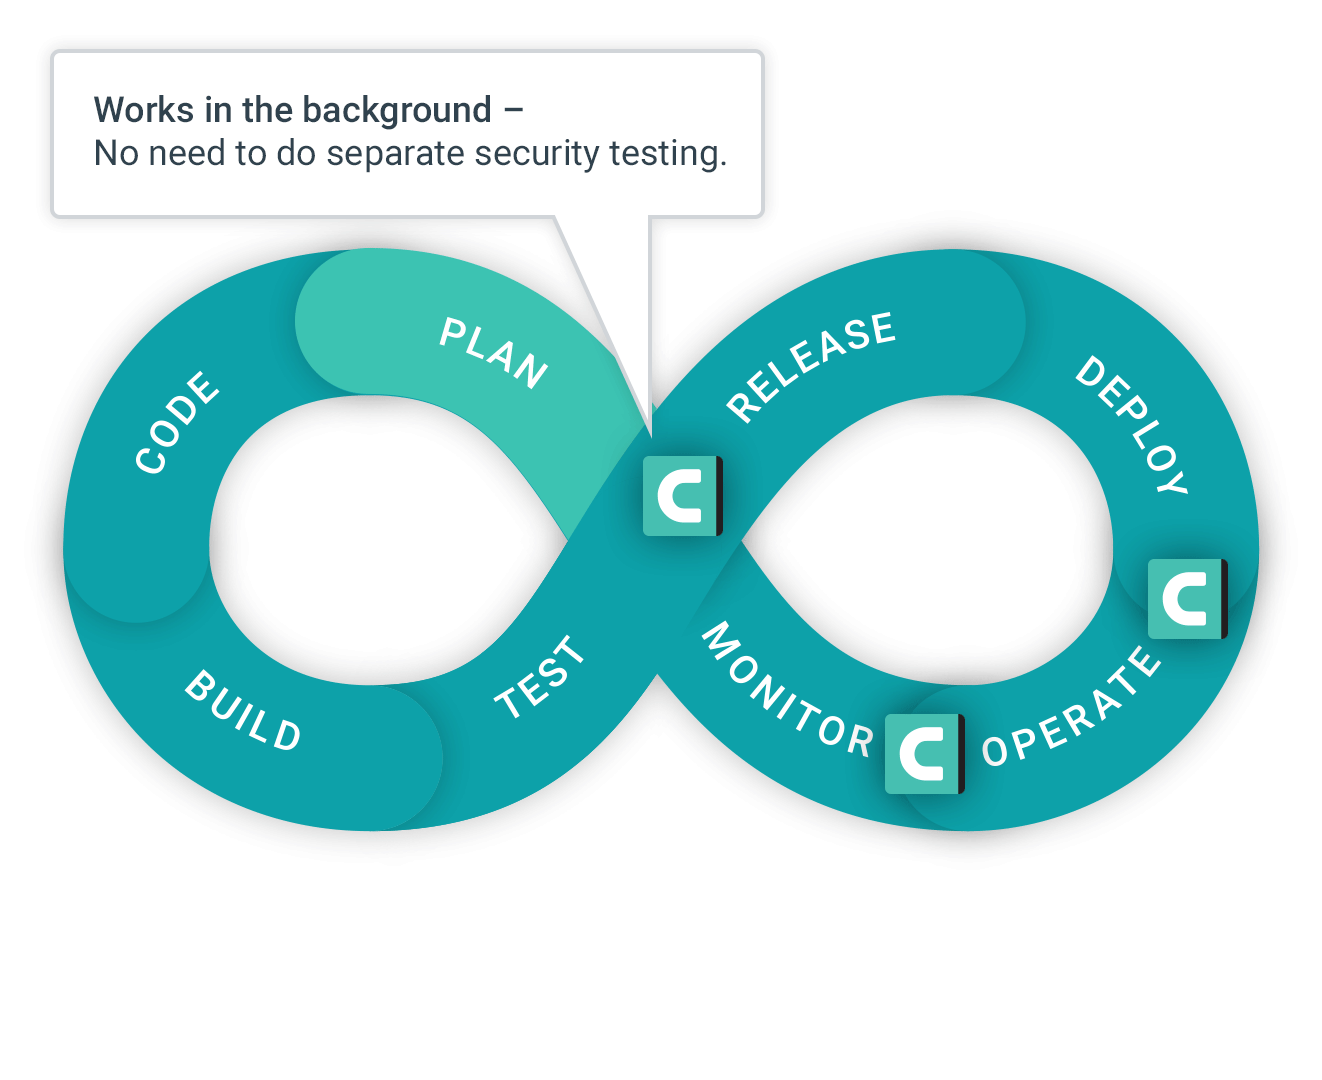 Works in the background –
No need to do separate security testing.
PLAN
CODE
BUILD
TEST
RELEASE
DEPLOY
OPERATE
MONITOR
C
C
C